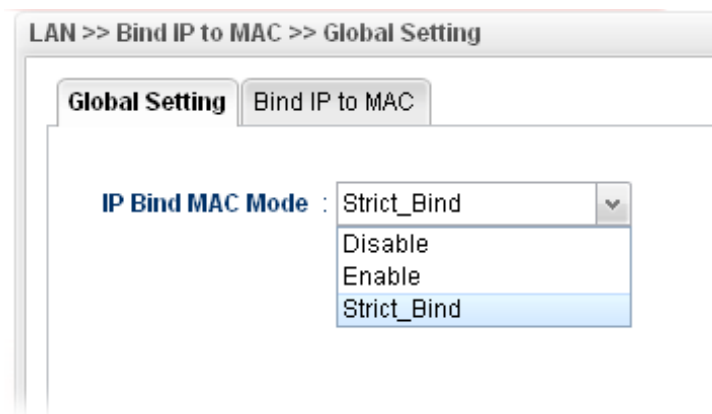 LAN >> Bind IP to MAC >> Global Setting
Global Setting Bind IP to MAC
IP Bind MAC Mode : Strict_Bind
Disable
Enable
Strict_Bind